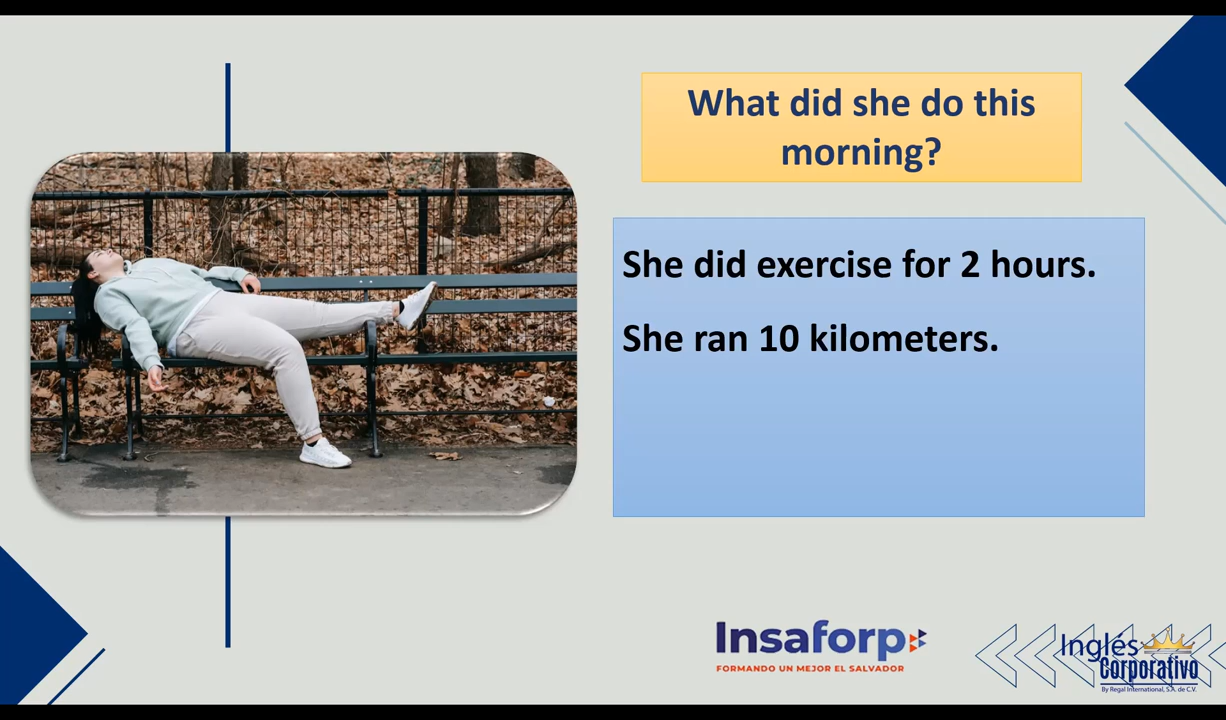 What did she do this
morning?
She did exercise for 2 hours.
She ran 10 kilometers.
Insaforp
FORMANDO UN MEJOR EL SALVADOR
Inglés
Corporativo
By Regal International, S.A. de C.V.